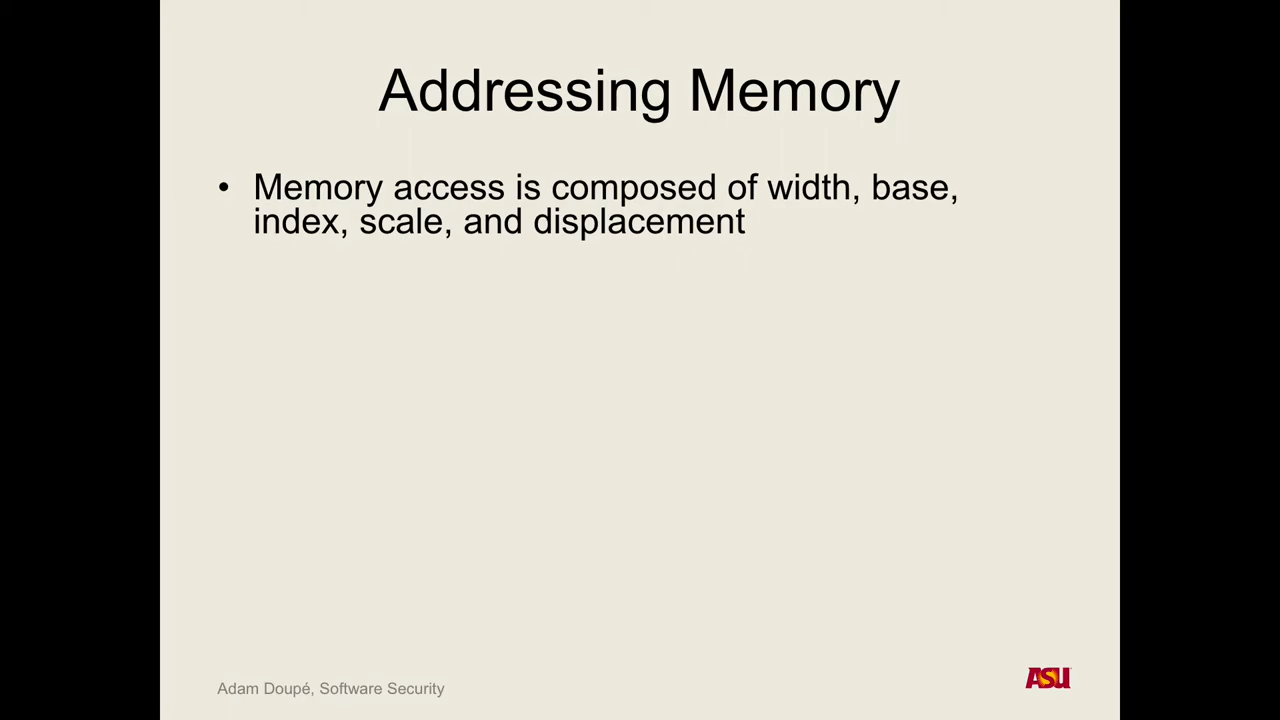 Addressing Memory
• Memory access is composed of width, base,
index, scale, and displacement
Adam Doupé, Software Security
ASU